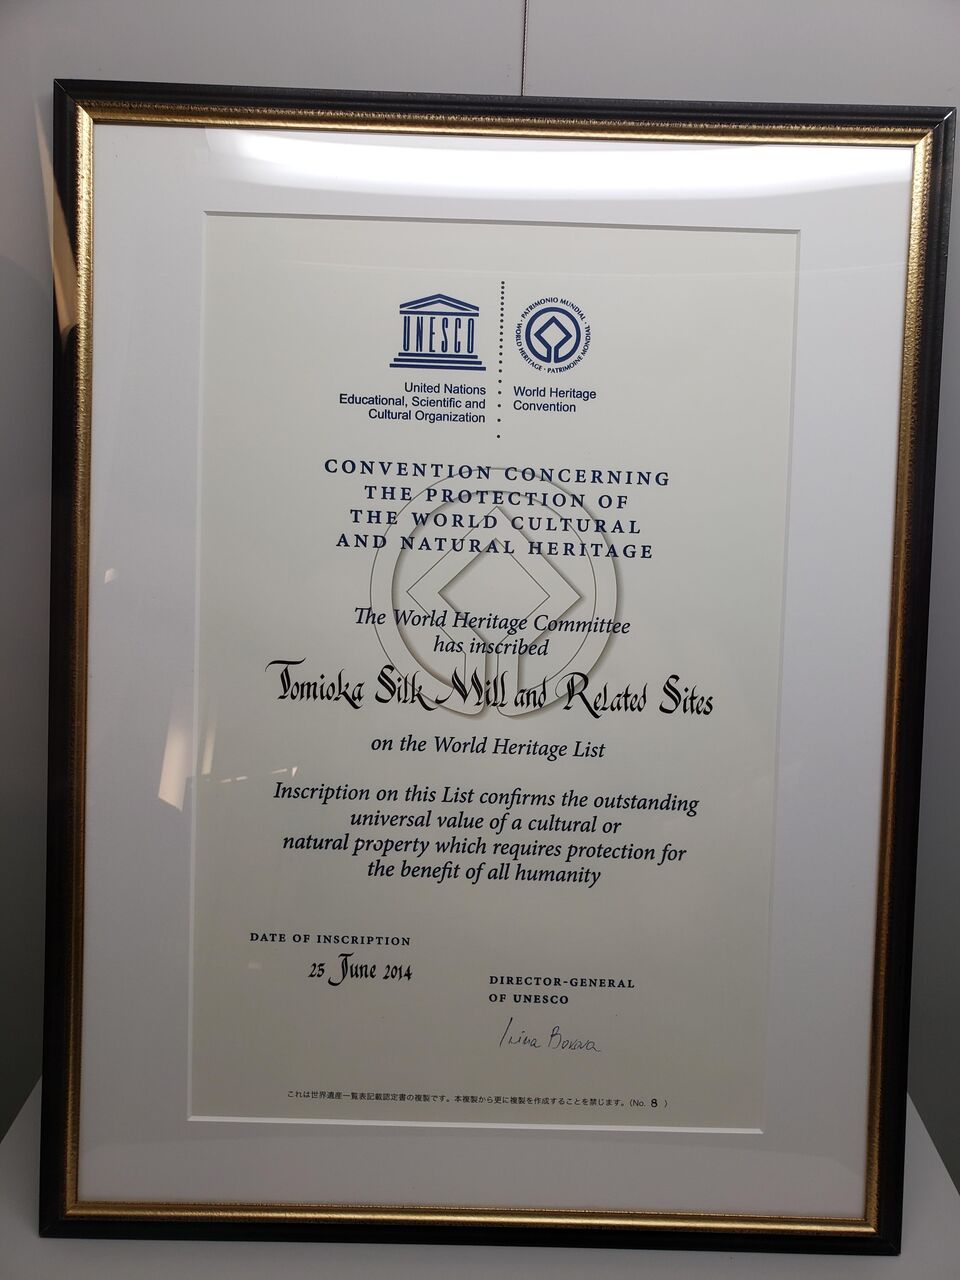 UNESCO
United Nations
Educational, Scientific and
Cultural Organization
PATRIMONIO MUNDIAL · WORLD HERITAGE · PATRIMOINE MONDIAL ·
World Heritage
Convention
CONVENTION CONCERNING
THE PROTECTION OF
THE WORLD CULTURAL
AND NATURAL HERITAGE
The World Heritage Committee
has inscribed
Tomioka Silk Mill and Related Sites
on the World Heritage List
Inscription on this List confirms the outstanding
universal value of a cultural or
natural property which requires protection for
the benefit of all humanity
DATE OF INSCRIPTION
25 June 2014
DIRECTOR-GENERAL
OF UNESCO
Irina Bokova
これは世界遺産一覧表記載認定書の複製です。本複製から更に複製を作成することを禁じます。(No. 8 )